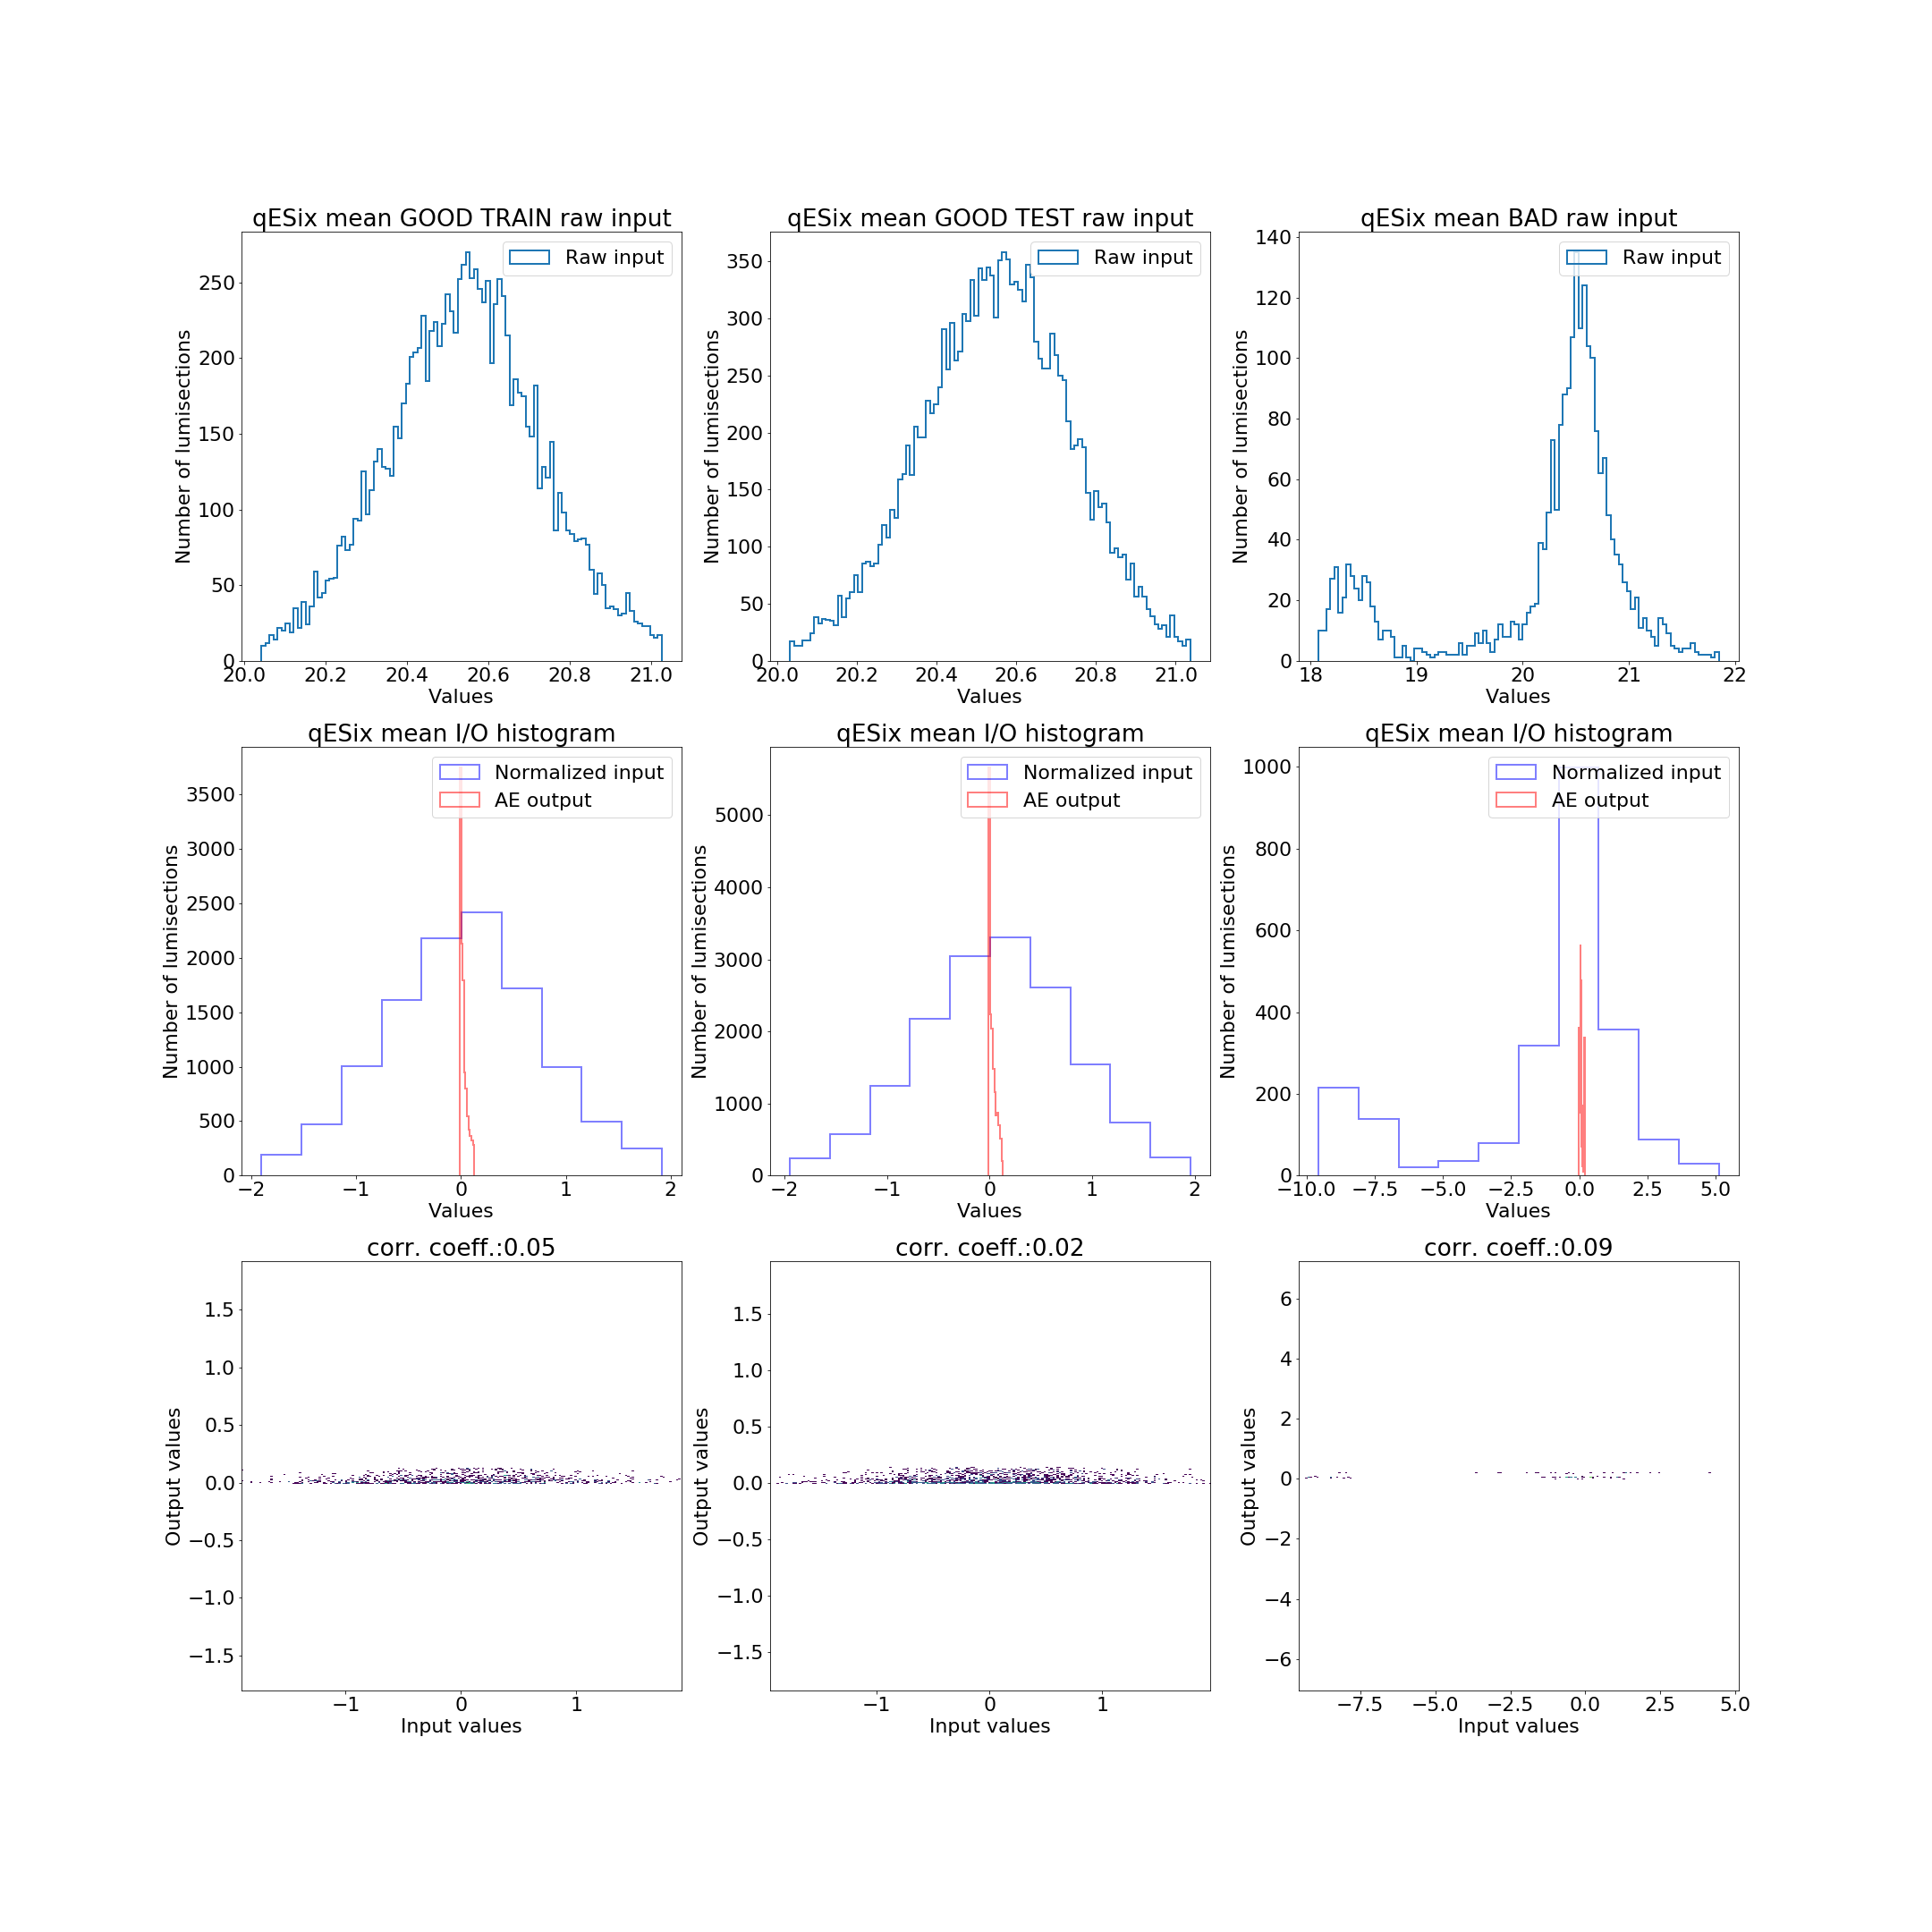 qESix mean GOOD TRAIN raw input
Raw input
Number of lumisections
250
200
150
100
50
0
20.0 20.2 20.4 20.6 20.8 21.0
Values
qESix mean GOOD TEST raw input
Raw input
Number of lumisections
350
300
250
200
150
100
50
0
20.0 20.2 20.4 20.6 20.8 21.0
Values
qESix mean BAD raw input
Raw input
Number of lumisections
140
120
100
80
60
40
20
0
18 19 20 21 22
Values
qESix mean I/O histogram
Normalized input
AE output
Number of lumisections
3500
3000
2500
2000
1500
1000
500
0
−2 −1 0 1 2
Values
qESix mean I/O histogram
Normalized input
AE output
Number of lumisections
5000
4000
3000
2000
1000
0
−2 −1 0 1 2
Values
qESix mean I/O histogram
Normalized input
AE output
Number of lumisections
1000
800
600
400
200
0
−10.0 −7.5 −5.0 −2.5 0.0 2.5 5.0
Values
corr. coeff.:0.05
Output values
1.5
1.0
0.5
0.0
−0.5
−1.0
−1.5
−1 0 1
Input values
corr. coeff.:0.02
Output values
1.5
1.0
0.5
0.0
−0.5
−1.0
−1.5
−1 0 1
Input values
corr. coeff.:0.09
Output values
6
4
2
0
−2
−4
−6
−7.5 −5.0 −2.5 0.0 2.5 5.0
Input values